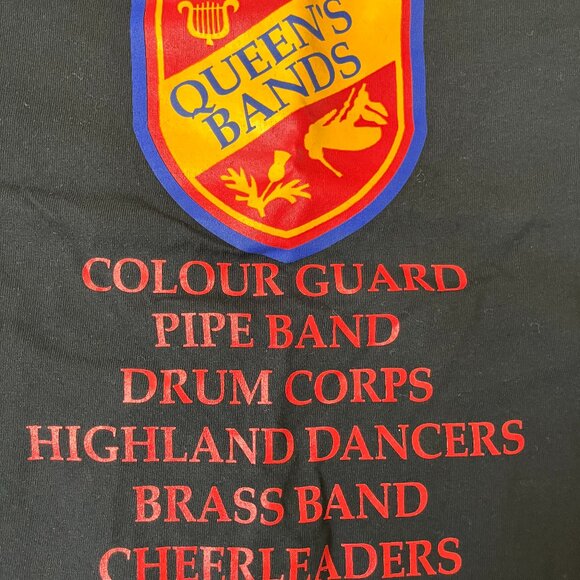 QUEEN'S
BANDS
COLOUR GUARD
PIPE BAND
DRUM CORPS
HIGHLAND DANCERS
BRASS BAND
CHEERLEADERS